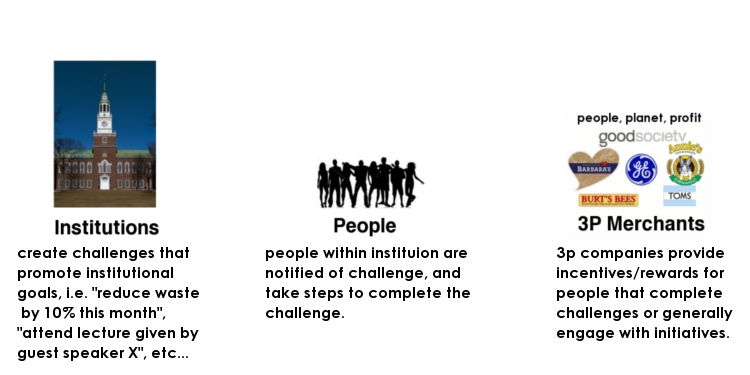 Institutions
create challenges that
promote institutional
goals, i.e. "reduce waste
by 10% this month",
"attend lecture given by
guest speaker X", etc...
People
people within instituion are
notified of challenge, and
take steps to complete the
challenge.
people, planet, profit
goodsociety
Annie's
BARBARA'S
GE
BURT'S BEES
TOMS
3P Merchants
3p companies provide
incentives/rewards for
people that complete
challenges or generally
engage with initiatives.